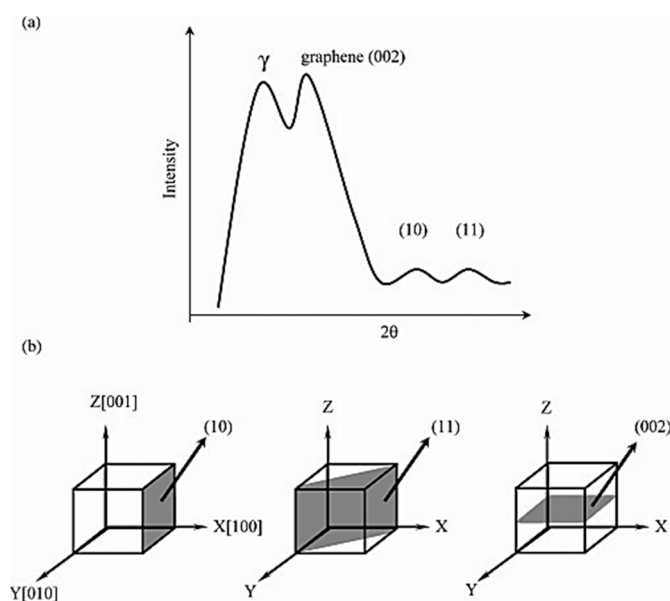 (a)
γ
graphene (002)
Intensity
(10)
(11)
2θ
(b)
Z[001]
(10)
X[100]
Y[010]
Z
(11)
X
Y
Z
(002)
X
Y